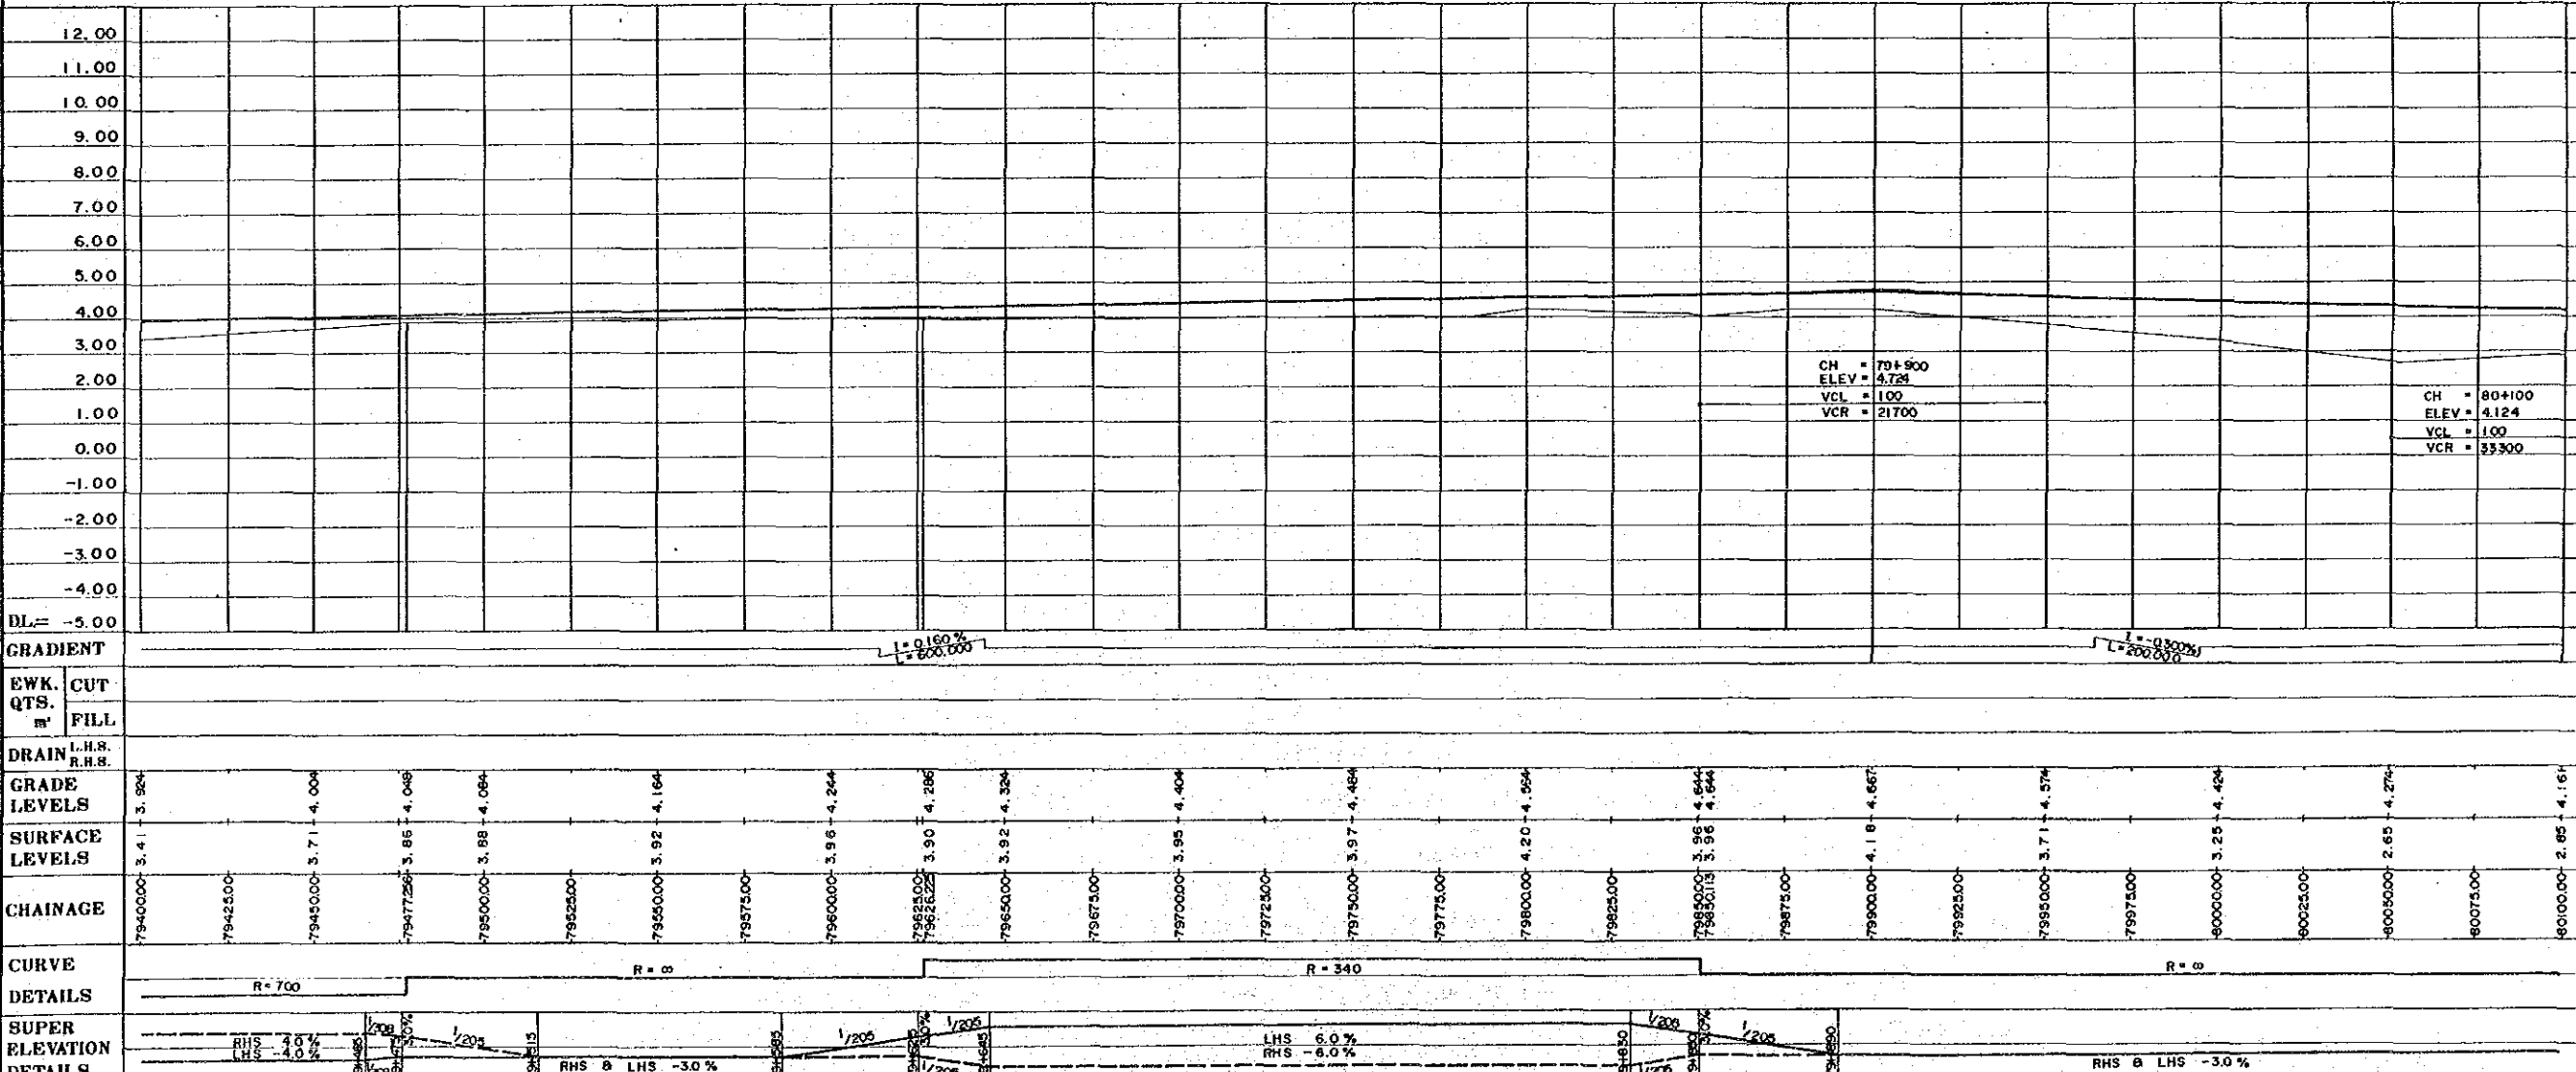 12.00
11.00
10.00
9.00
8.00
7.00
6.00
5.00
4.00
3.00
2.00
1.00
0.00
-1.00
-2.00
-3.00
-4.00
DL= -5.00
CH = 79+900
ELEV = 4.724
VCL = 100
VCR = 21700
CH = 80+100
ELEV = 4.124
VCL = 100
VCR = 33300
GRADIENT
I = 0.160 %
L = 600.000
I = -0.300%
L = 200.000
EWK. QTS. m³
CUT
FILL
DRAIN L.H.S. R.H.S.
GRADE LEVELS
3.924 4.004 4.048 4.084 4.164 4.244 4.286 4.324 4.404 4.484 4.564 4.644 4.644 4.667 4.574 4.424 4.274 4.161
SURFACE LEVELS
3.41 3.71 3.86 3.88 3.92 3.96 3.90 3.92 3.95 3.97 4.20 3.96 3.96 4.18 3.71 3.25 2.65 2.85
CHAINAGE
79400.00 79425.00 79450.00 79477.256 79500.00 79525.00 79550.00 79575.00 79600.00 79625.00 79626.225 79650.00 79675.00 79700.00 79725.00 79750.00 79775.00 79800.00 79825.00 79850.00 79850.113 79875.00 79900.00 79925.00 79950.00 79975.00 80000.00 80025.00 80050.00 80075.00 80100.00
CURVE DETAILS
R = 700
R = ∞
R = 340
R = ∞
SUPER ELEVATION DETAILS
RHS 4.0 %
LHS -4.0 %
1/308
1/205
RHS & LHS -3.0 %
1/205
1/205
LHS 6.0 %
RHS -6.0 %
1/205
1/205
RHS & LHS -3.0 %